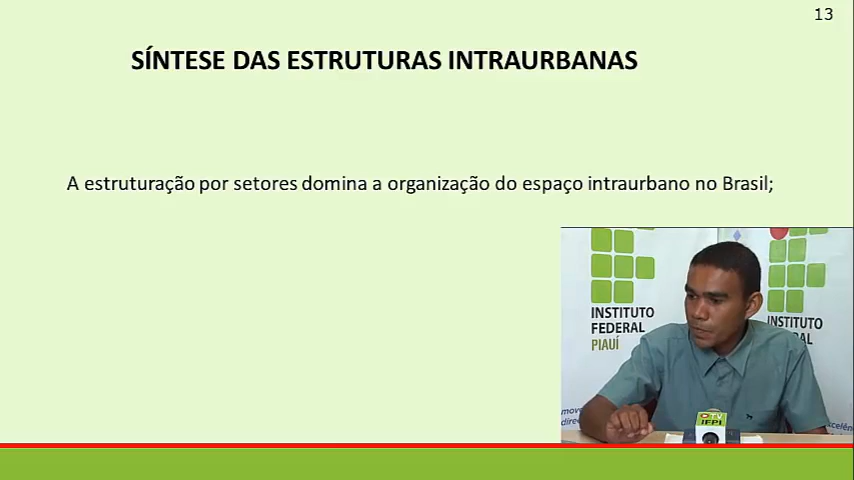 13
SÍNTESE DAS ESTRUTURAS INTRAURBANAS
A estruturação por setores domina a organização do espaço intraurbano no Brasil;
INSTITUTO
FEDERAL
PIAUÍ
INSTITUTO
TV
IFPI